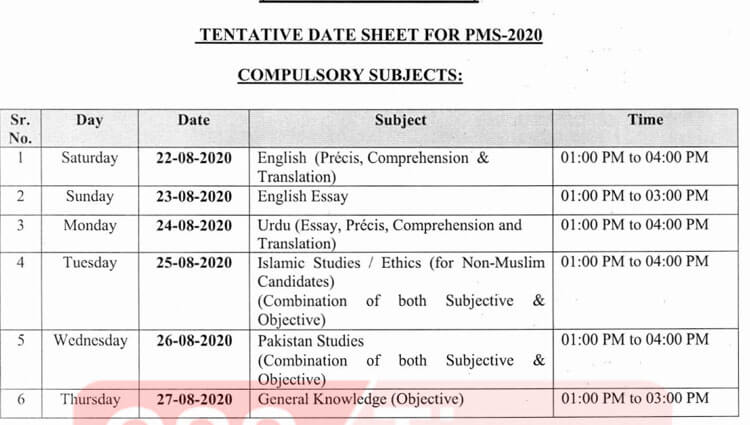 TENTATIVE DATE SHEET FOR PMS-2020
COMPULSORY SUBJECTS:
Sr. No. Day Date Subject Time
1 Saturday 22-08-2020 English (Précis, Comprehension & 01:00 PM to 04:00 PM
Translation)
2 Sunday 23-08-2020 English Essay 01:00 PM to 03:00 PM
3 Monday 24-08-2020 Urdu (Essay, Précis, Comprehension and 01:00 PM to 04:00 PM
Translation)
4 Tuesday 25-08-2020 Islamic Studies / Ethics (for Non-Muslim 01:00 PM to 04:00 PM
Candidates)
(Combination of both Subjective &
Objective)
5 Wednesday 26-08-2020 Pakistan Studies 01:00 PM to 04:00 PM
(Combination of both Subjective &
Objective)
6 Thursday 27-08-2020 General Knowledge (Objective) 01:00 PM to 03:00 PM